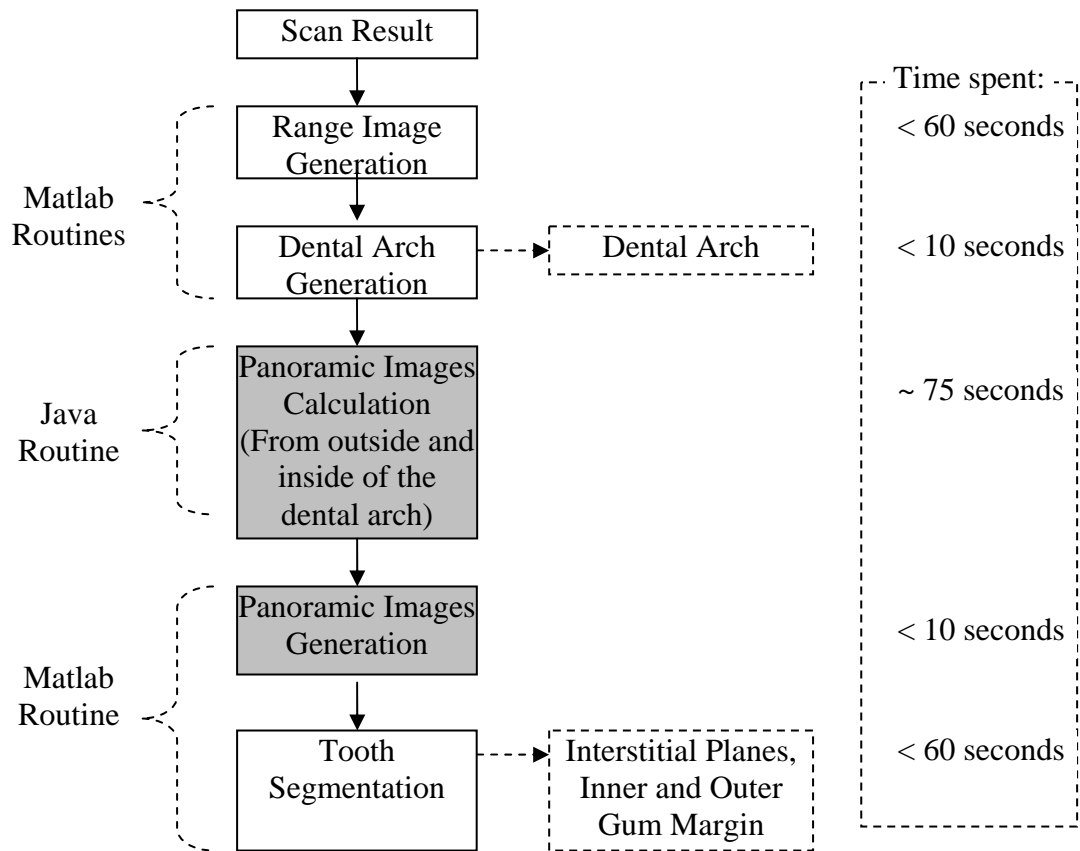 Scan Result
Time spent:
Range Image
Generation
< 60 seconds
Matlab
Routines
Dental Arch
Generation
Dental Arch
< 10 seconds
Panoramic Images
Calculation
(From outside and
inside of the
dental arch)
~ 75 seconds
Java
Routine
Panoramic Images
Generation
< 10 seconds
Matlab
Routine
Tooth
Segmentation
Interstitial Planes,
Inner and Outer
Gum Margin
< 60 seconds